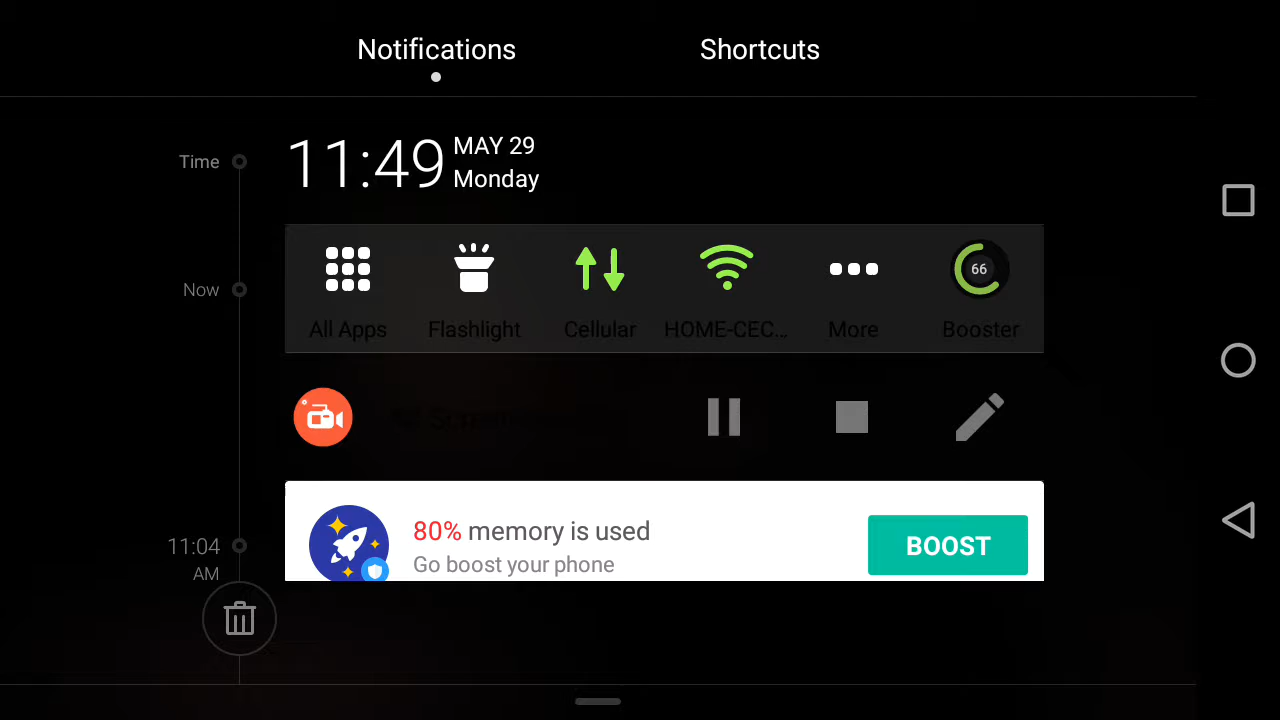 Notifications
Shortcuts
Time
11:49
MAY 29
Monday
Now
66
All Apps
Flashlight
Cellular
HOME-CEC...
More
Booster
11:04
AM
80% memory is used
Go boost your phone
BOOST